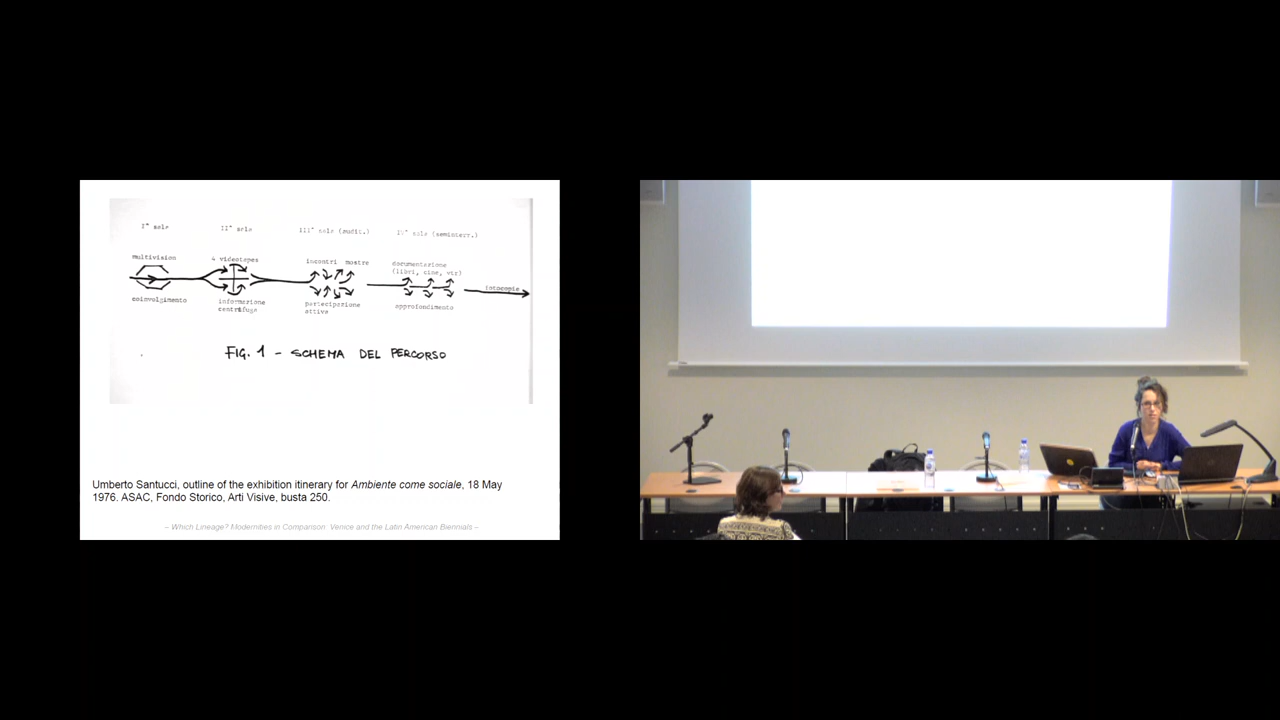 I° sala
II° sala
III° sala (audit.)
IV° sala (seminterr.)
multivision
4 videotapes
incontri mostre
documentazione
(libri, cine, vtr)
coinvolgimento
informazione
centrifuga
partecipazione
attiva
approfondimento
fotocopie
FIG. 1 - SCHEMA DEL PERCORSO
Umberto Santucci, outline of the exhibition itinerary for Ambiente come sociale, 18 May
1976. ASAC, Fondo Storico, Arti Visive, busta 250.
– Which Lineage? Modernities in Comparison: Venice and the Latin American Biennials –